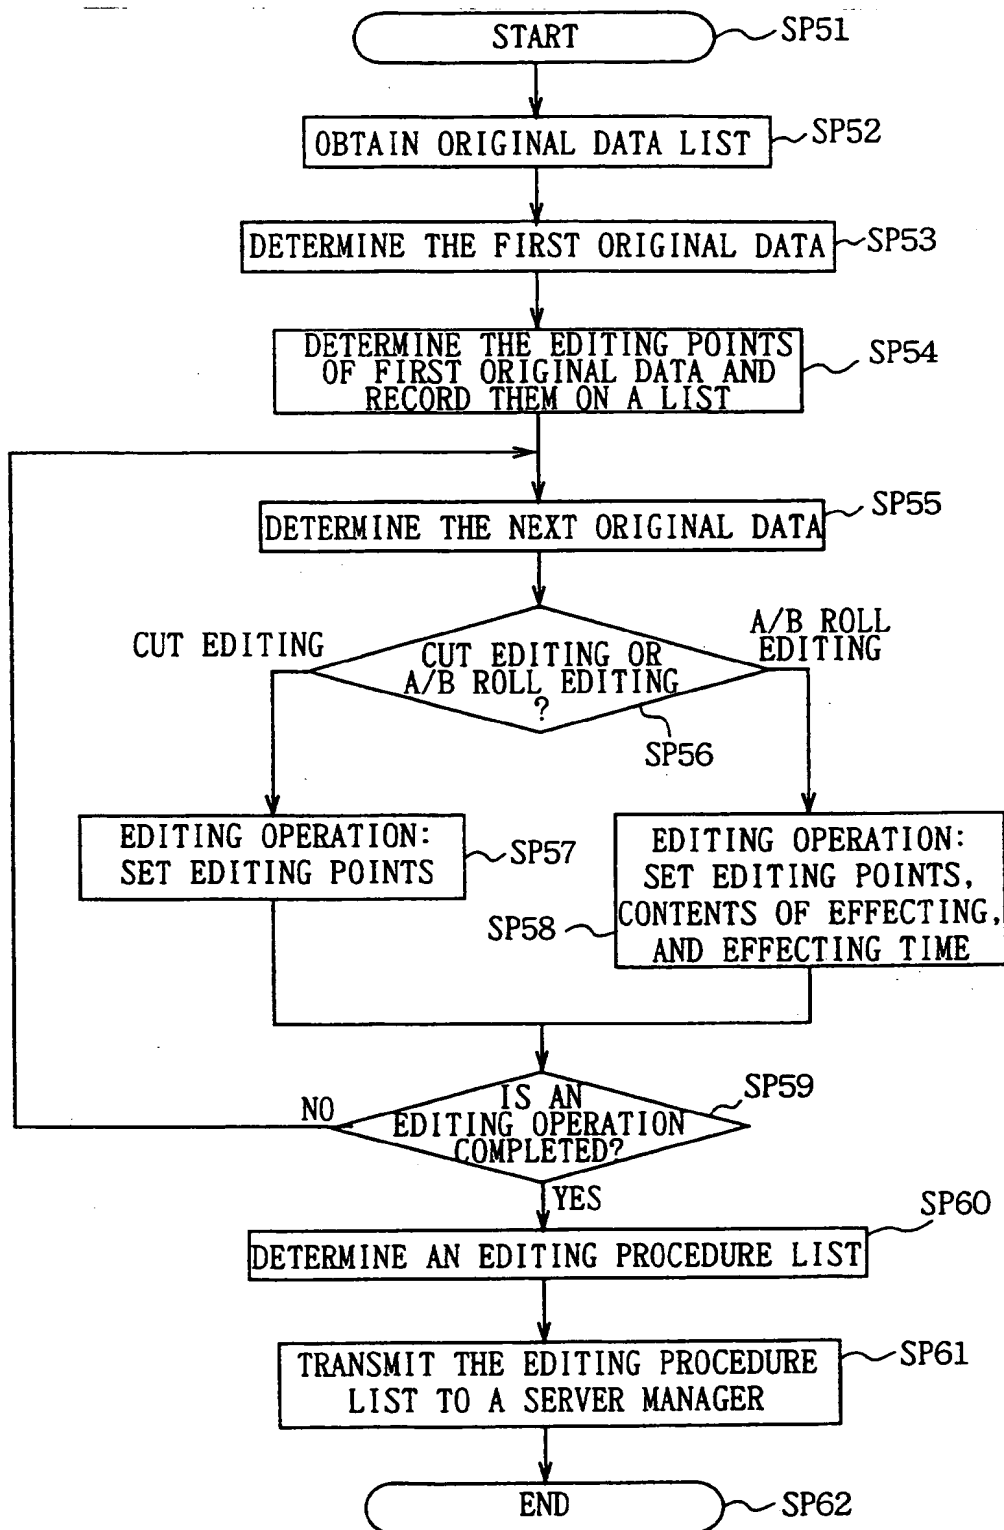 START
SP51
OBTAIN ORIGINAL DATA LIST
SP52
DETERMINE THE FIRST ORIGINAL DATA
SP53
DETERMINE THE EDITING POINTS
OF FIRST ORIGINAL DATA AND
RECORD THEM ON A LIST
SP54
DETERMINE THE NEXT ORIGINAL DATA
SP55
CUT EDITING
CUT EDITING OR
A/B ROLL EDITING
?
A/B ROLL
EDITING
SP56
EDITING OPERATION:
SET EDITING POINTS
SP57
EDITING OPERATION:
SET EDITING POINTS,
CONTENTS OF EFFECTING,
AND EFFECTING TIME
SP58
NO
IS AN
EDITING OPERATION
COMPLETED?
SP59
YES
DETERMINE AN EDITING PROCEDURE LIST
SP60
TRANSMIT THE EDITING PROCEDURE
LIST TO A SERVER MANAGER
SP61
END
SP62